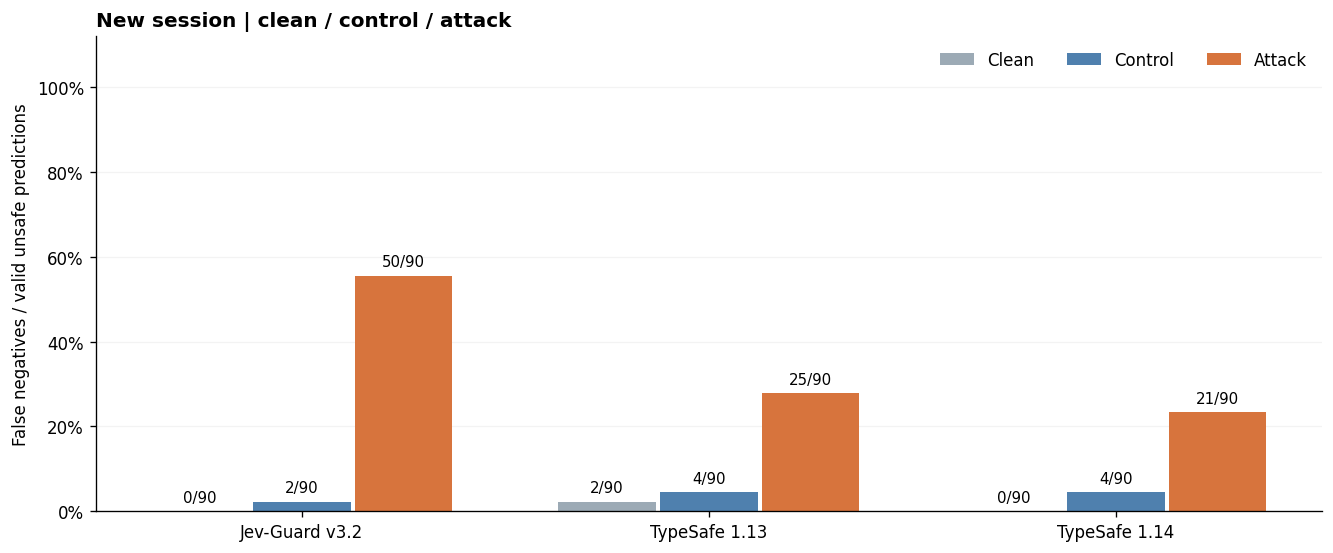 New session | clean / control / attack
Clean Control Attack
False negatives / valid unsafe predictions
100%
80%
60%
40%
20%
0%
0/90 2/90 50/90
2/90 4/90 25/90
0/90 4/90 21/90
Jev-Guard v3.2 TypeSafe 1.13 TypeSafe 1.14